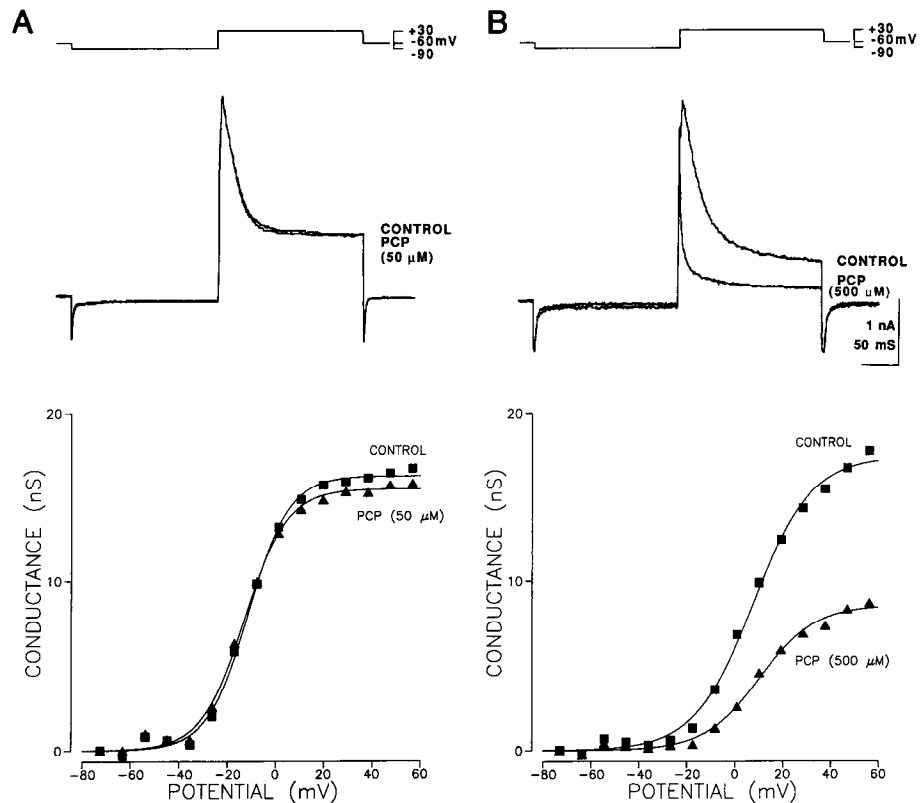 A
+30
-60mV
-90
CONTROL
PCP
(50 μM)
B
+30
-60mV
-90
CONTROL
PCP
(500 uM)
1 nA
50 mS
20
10
0
CONDUCTANCE (nS)
CONTROL
PCP (50 μM)
-80 -60 -40 -20 0 20 40 60
POTENTIAL (mV)
20
10
0
CONDUCTANCE (nS)
CONTROL
PCP (500 μM)
-80 -60 -40 -20 0 20 40 60
POTENTIAL (mV)